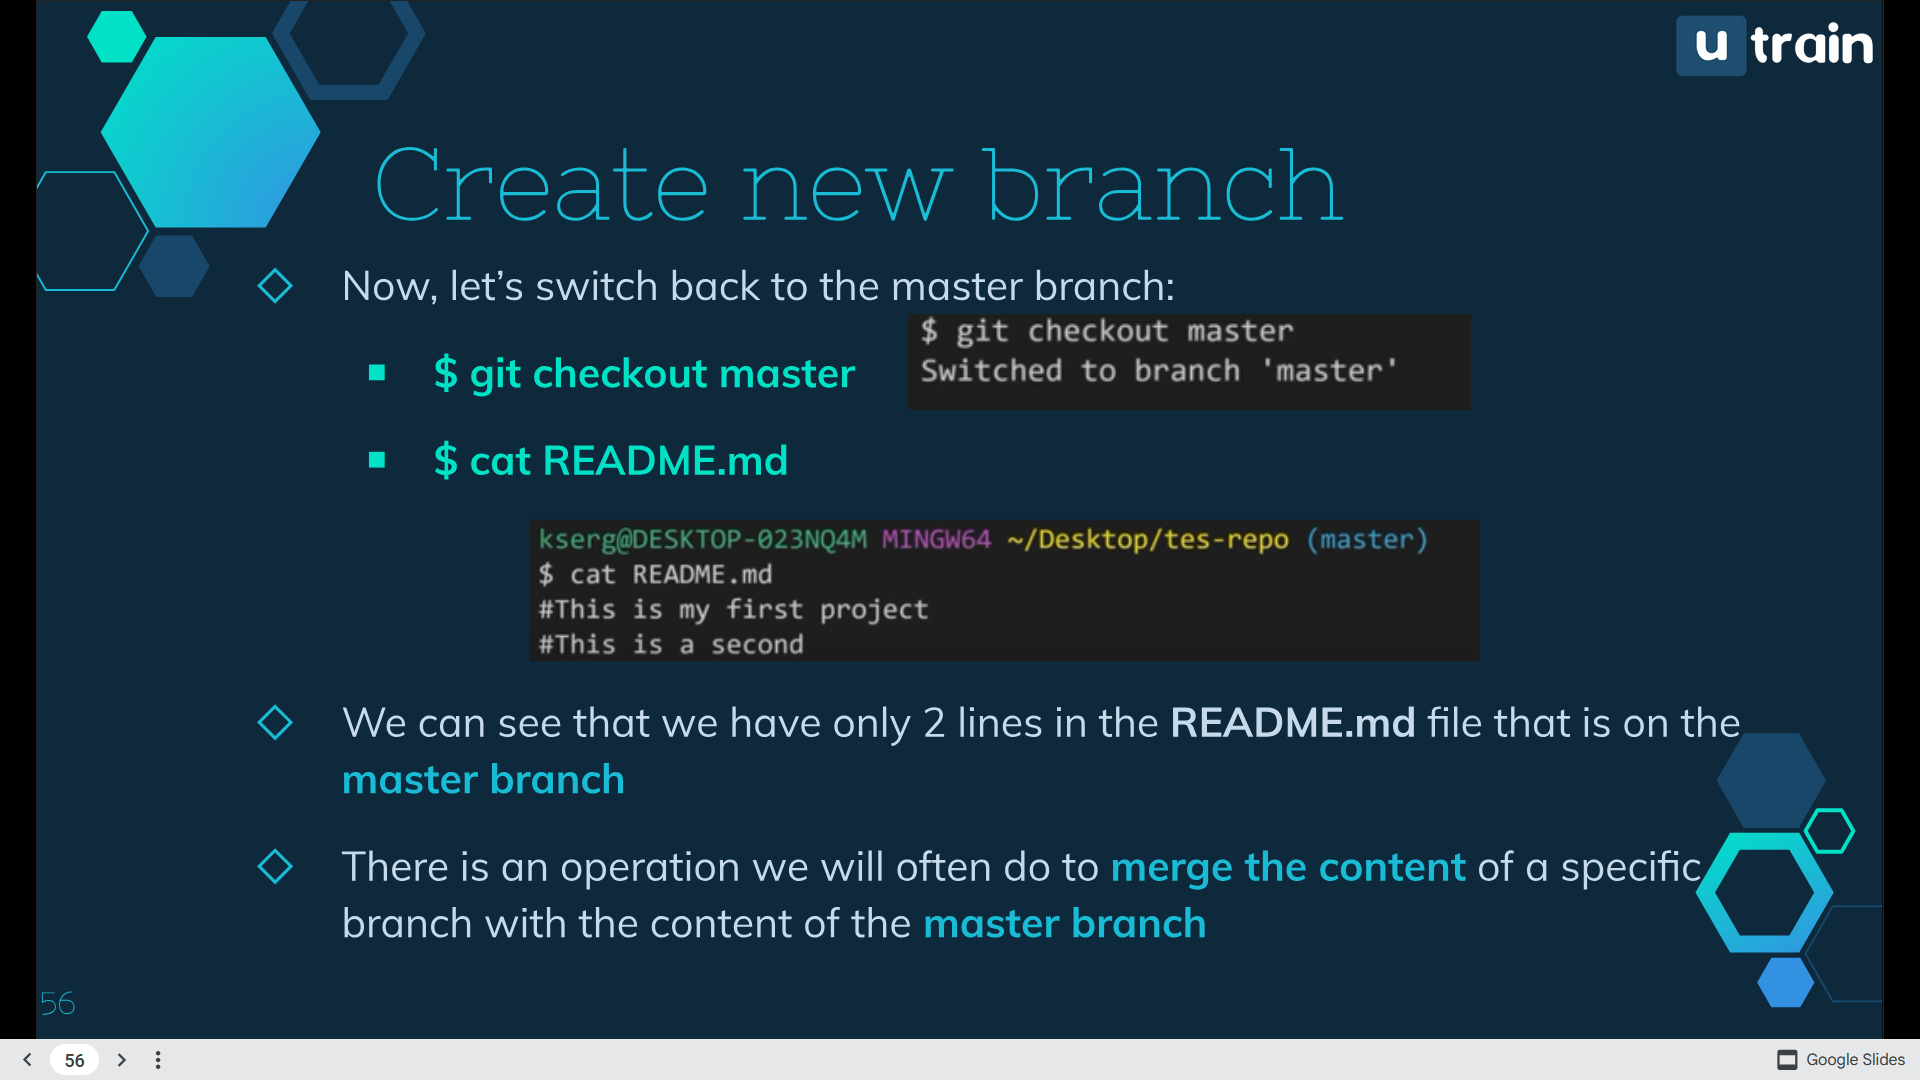 u train
Create new branch
Now, let’s switch back to the master branch:
$ git checkout master
$ git checkout master
Switched to branch 'master'
$ cat README.md
kserg@DESKTOP-023NQ4M MINGW64 ~/Desktop/tes-repo (master)
$ cat README.md
#This is my first project
#This is a second
We can see that we have only 2 lines in the README.md file that is on the
master branch
There is an operation we will often do to merge the content of a specific
branch with the content of the master branch
56
56
Google Slides